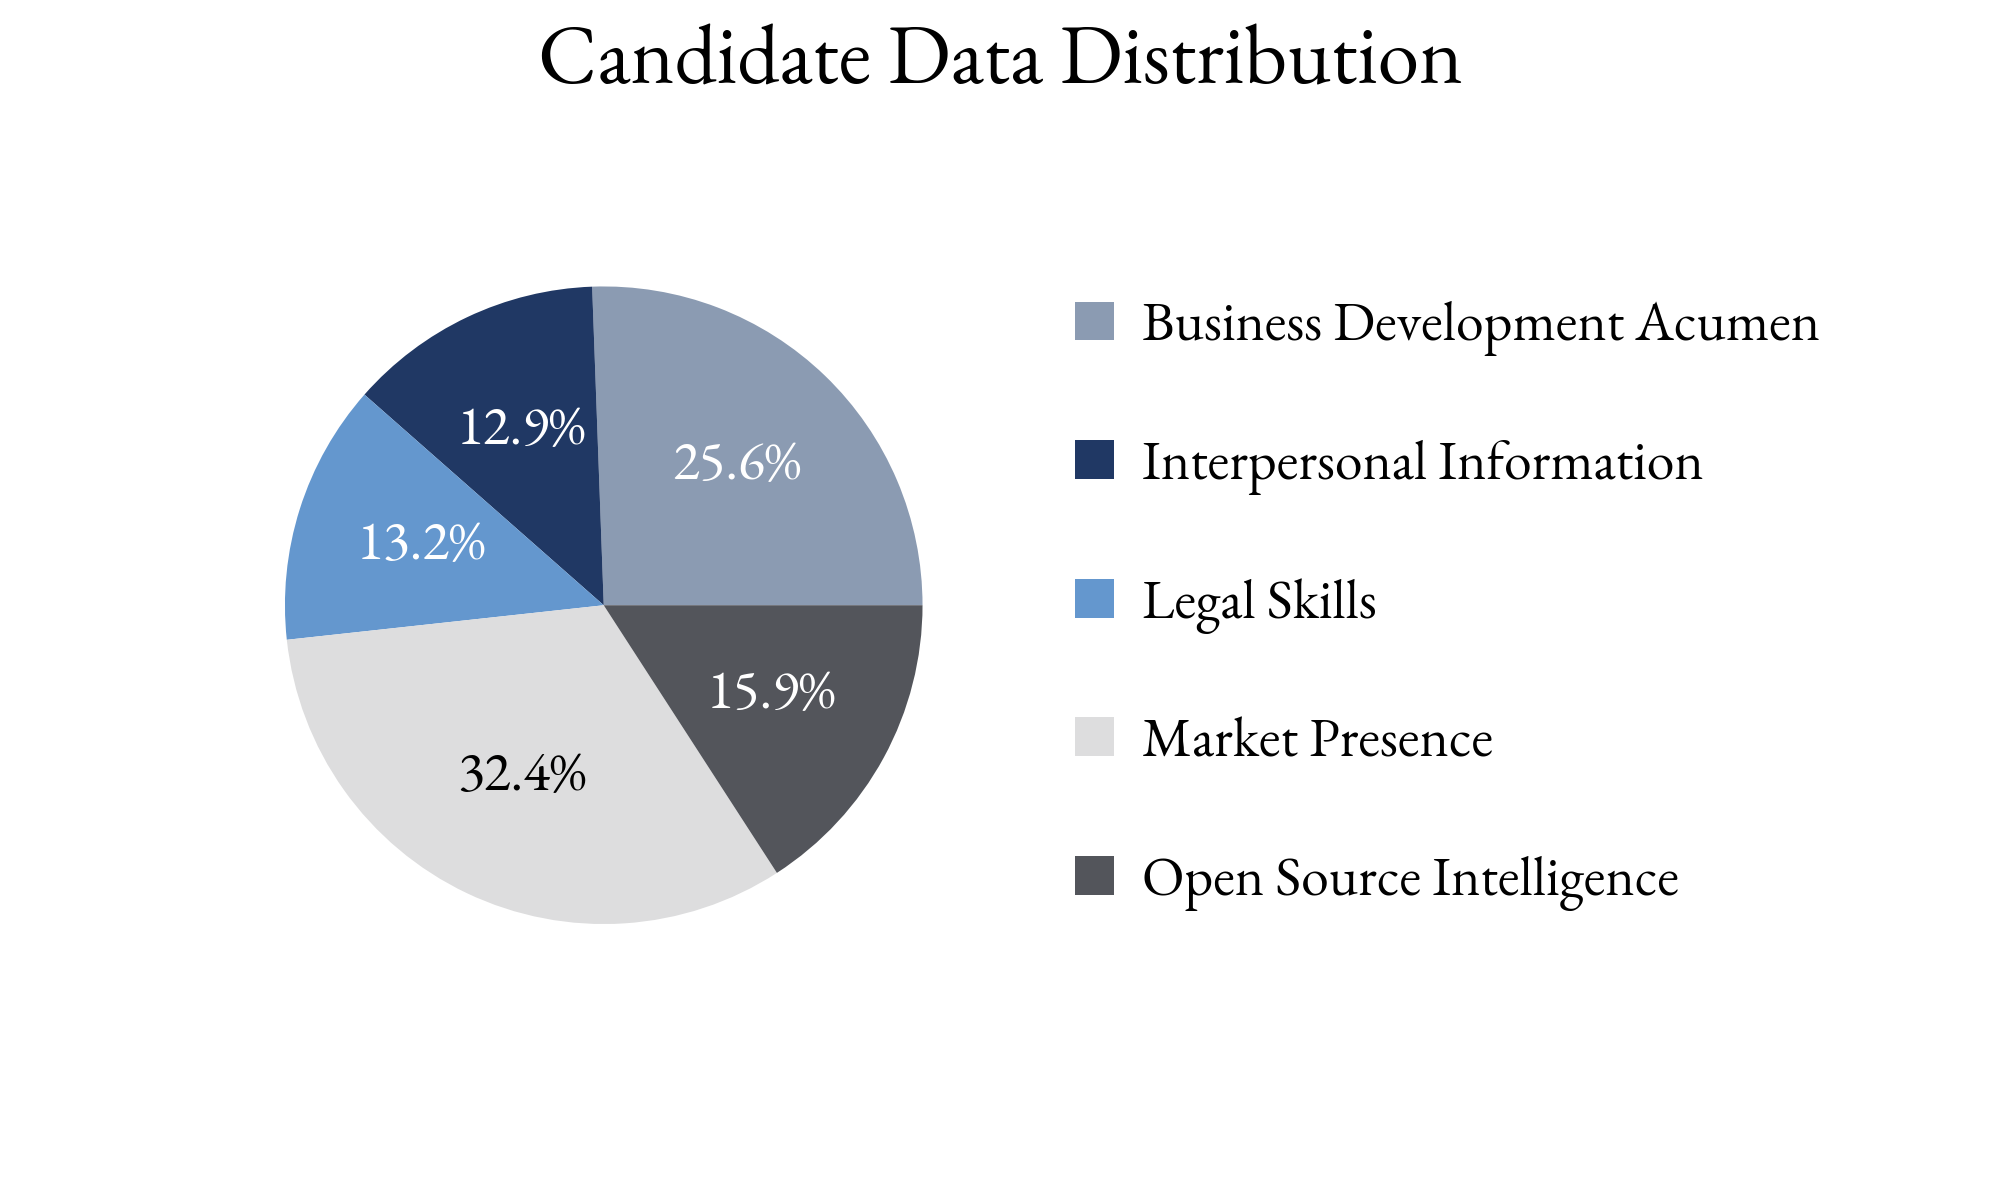 Candidate Data Distribution
12.9%
25.6%
13.2%
15.9%
32.4%
Business Development Acumen
Interpersonal Information
Legal Skills
Market Presence
Open Source Intelligence